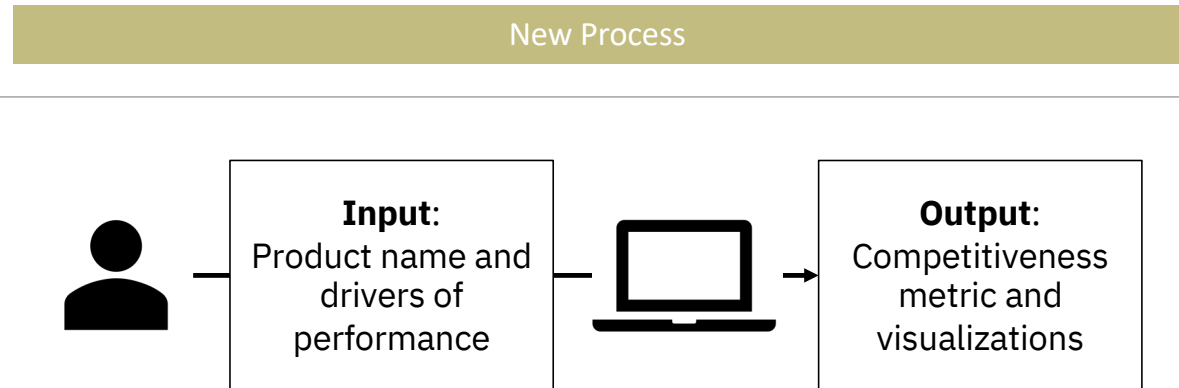 New Process
Input:
Product name and
drivers of
performance
Output:
Competitiveness
metric and
visualizations